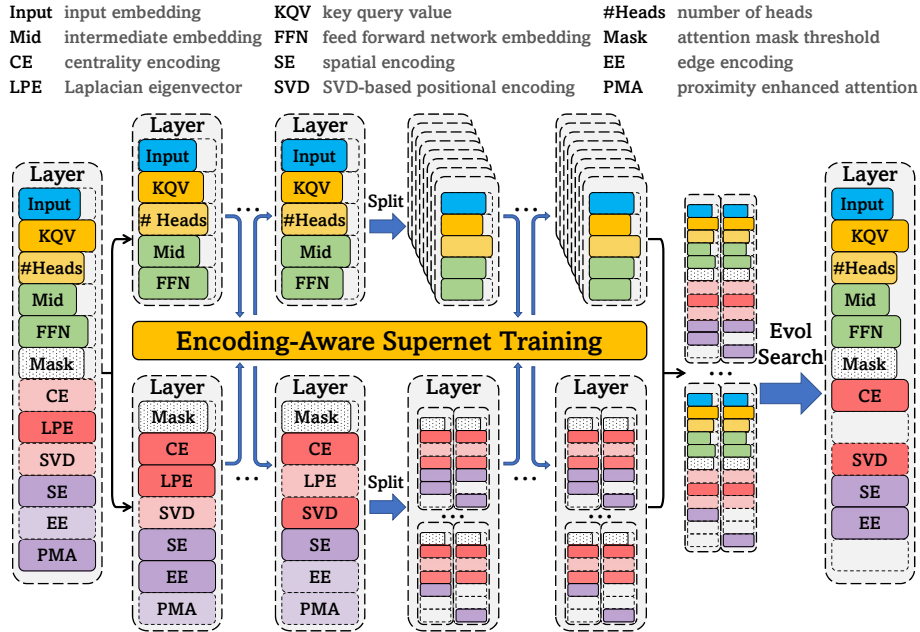 Input input embedding KQV key query value #Heads number of heads
Mid intermediate embedding FFN feed forward network embedding Mask attention mask threshold
CE centrality encoding SE spatial encoding EE edge encoding
LPE Laplacian eigenvector SVD SVD-based positional encoding PMA proximity enhanced attention
Layer
Input
KQV
#Heads
Mid
FFN
Mask
CE
LPE
SVD
SE
EE
PMA
Layer
Input
KQV
# Heads
Mid
FFN
...
Layer
Input
KQV
#Heads
Mid
FFN
Split
...
Encoding-Aware Supernet Training
Layer
Mask
CE
LPE
SVD
SE
EE
PMA
...
Layer
Mask
CE
LPE
SVD
SE
EE
PMA
Split
Layer
...
...
Layer
...
...
Evol
Search
Layer
Input
KQV
#Heads
Mid
FFN
Mask
CE
SVD
SE
EE